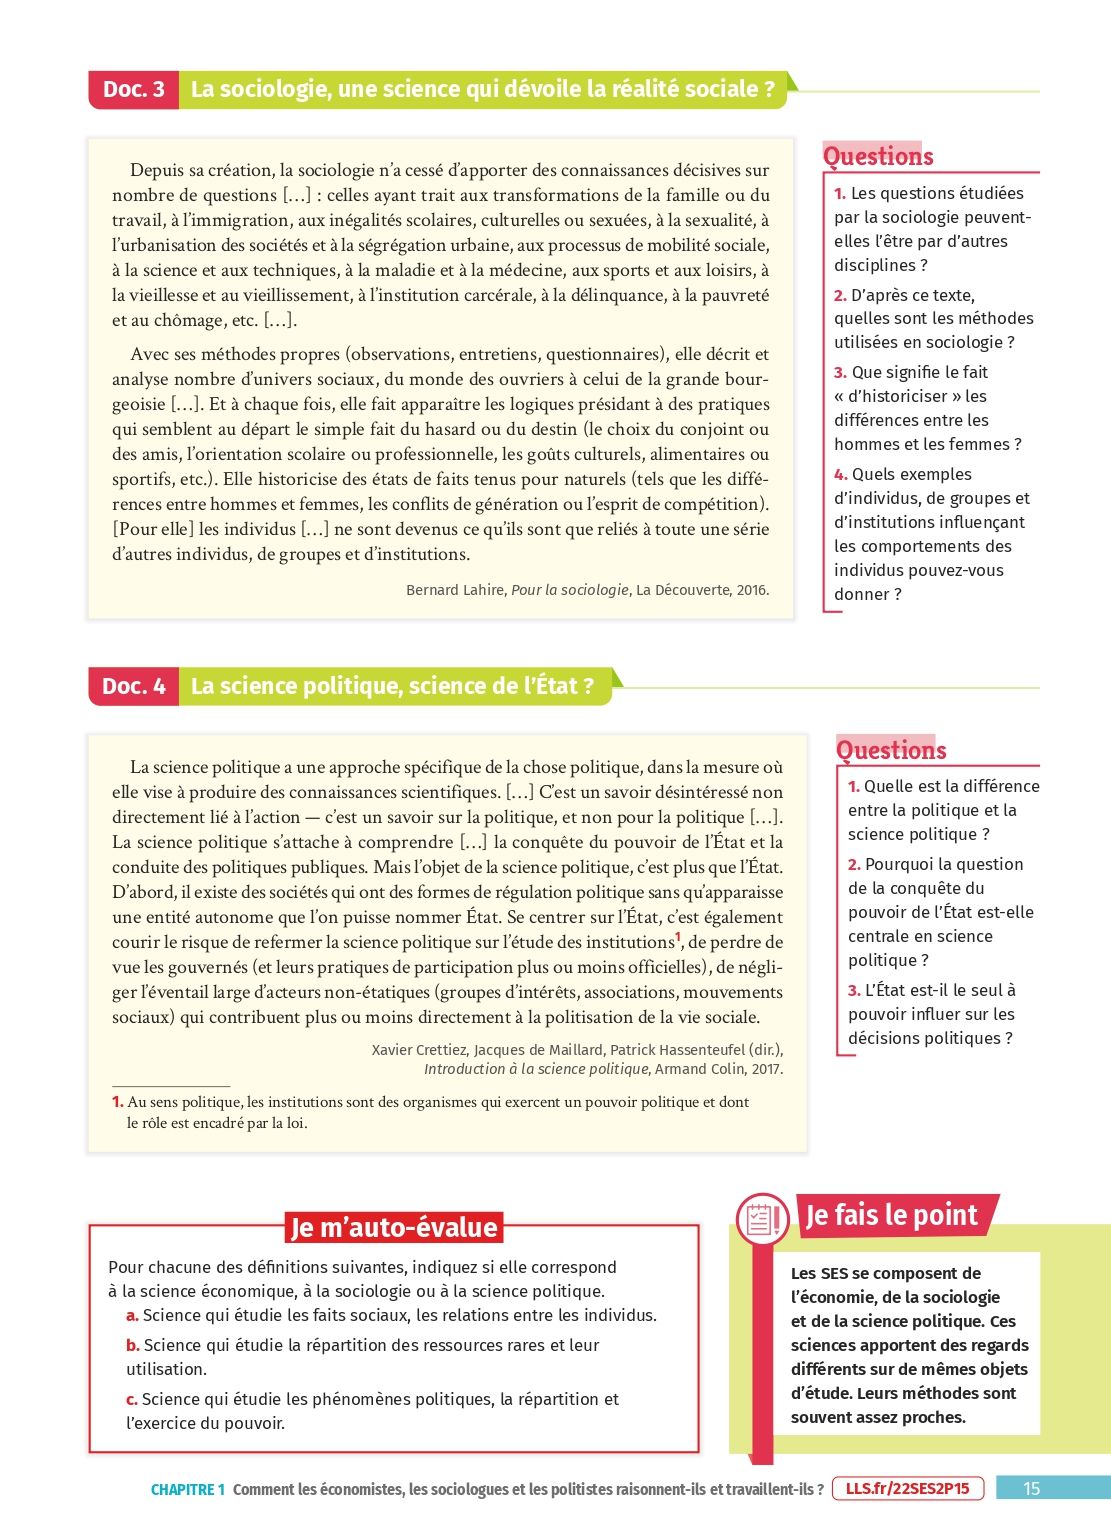 Doc. 3 La sociologie, une science qui dévoile la réalité sociale ?
Depuis sa création, la sociologie n’a cessé d’apporter des connaissances décisives sur
nombre de questions […] : celles ayant trait aux transformations de la famille ou du
travail, à l’immigration, aux inégalités scolaires, culturelles ou sexuées, à la sexualité, à
l’urbanisation des sociétés et à la ségrégation urbaine, aux processus de mobilité sociale,
à la science et aux techniques, à la maladie et à la médecine, aux sports et aux loisirs, à
la vieillesse et au vieillissement, à l’institution carcérale, à la délinquance, à la pauvreté
et au chômage, etc. […].
Avec ses méthodes propres (observations, entretiens, questionnaires), elle décrit et
analyse nombre d’univers sociaux, du monde des ouvriers à celui de la grande bour-
geoisie […]. Et à chaque fois, elle fait apparaître les logiques présidant à des pratiques
qui semblent au départ le simple fait du hasard ou du destin (le choix du conjoint ou
des amis, l’orientation scolaire ou professionnelle, les goûts culturels, alimentaires ou
sportifs, etc.). Elle historicise des états de faits tenus pour naturels (tels que les diffé-
rences entre hommes et femmes, les conflits de génération ou l’esprit de compétition).
[Pour elle] les individus […] ne sont devenus ce qu’ils sont que reliés à toute une série
d’autres individus, de groupes et d’institutions.
Bernard Lahire, Pour la sociologie, La Découverte, 2016.
Questions
1. Les questions étudiées
par la sociologie peuvent-
elles l’être par d’autres
disciplines ?
2. D’après ce texte,
quelles sont les méthodes
utilisées en sociologie ?
3. Que signifie le fait
« d’historiciser » les
différences entre les
hommes et les femmes ?
4. Quels exemples
d’individus, de groupes et
d’institutions influençant
les comportements des
individus pouvez-vous
donner ?
Doc. 4 La science politique, science de l’État ?
La science politique a une approche spécifique de la chose politique, dans la mesure où
elle vise à produire des connaissances scientifiques. […] C’est un savoir désintéressé non
directement lié à l’action — c’est un savoir sur la politique, et non pour la politique […].
La science politique s’attache à comprendre […] la conquête du pouvoir de l’État et la
conduite des politiques publiques. Mais l’objet de la science politique, c’est plus que l’État.
D’abord, il existe des sociétés qui ont des formes de régulation politique sans qu’apparaisse
une entité autonome que l’on puisse nommer État. Se centrer sur l’État, c’est également
courir le risque de refermer la science politique sur l’étude des institutions1, de perdre de
vue les gouvernés (et leurs pratiques de participation plus ou moins officielles), de négli-
ger l’éventail large d’acteurs non-étatiques (groupes d’intérêts, associations, mouvements
sociaux) qui contribuent plus ou moins directement à la politisation de la vie sociale.
Xavier Crettiez, Jacques de Maillard, Patrick Hassenteufel (dir.),
Introduction à la science politique, Armand Colin, 2017.
1. Au sens politique, les institutions sont des organismes qui exercent un pouvoir politique et dont
le rôle est encadré par la loi.
Questions
1. Quelle est la différence
entre la politique et la
science politique ?
2. Pourquoi la question
de la conquête du
pouvoir de l’État est-elle
centrale en science
politique ?
3. L’État est-il le seul à
pouvoir influer sur les
décisions politiques ?
Je m’auto-évalue
Pour chacune des définitions suivantes, indiquez si elle correspond
à la science économique, à la sociologie ou à la science politique.
a. Science qui étudie les faits sociaux, les relations entre les individus.
b. Science qui étudie la répartition des ressources rares et leur
utilisation.
c. Science qui étudie les phénomènes politiques, la répartition et
l’exercice du pouvoir.
Je fais le point
Les SES se composent de
l’économie, de la sociologie
et de la science politique. Ces
sciences apportent des regards
différents sur de mêmes objets
d’étude. Leurs méthodes sont
souvent assez proches.
CHAPITRE 1 Comment les économistes, les sociologues et les politistes raisonnent-ils et travaillent-ils ? LLS.fr/22SES2P15 15